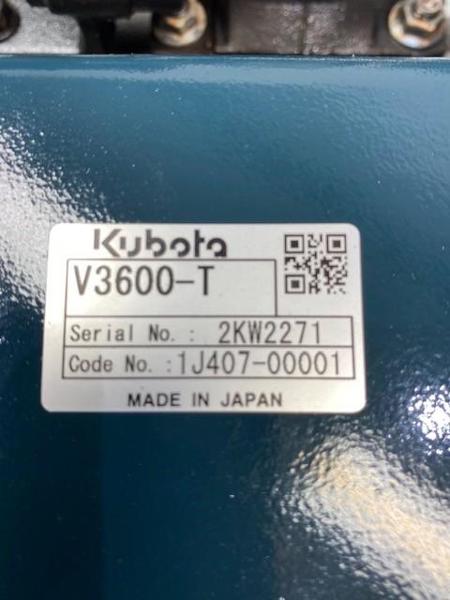 Kubota
V3600-T
Serial No. : 2KW2271
Code No. : 1J407-00001
MADE IN JAPAN